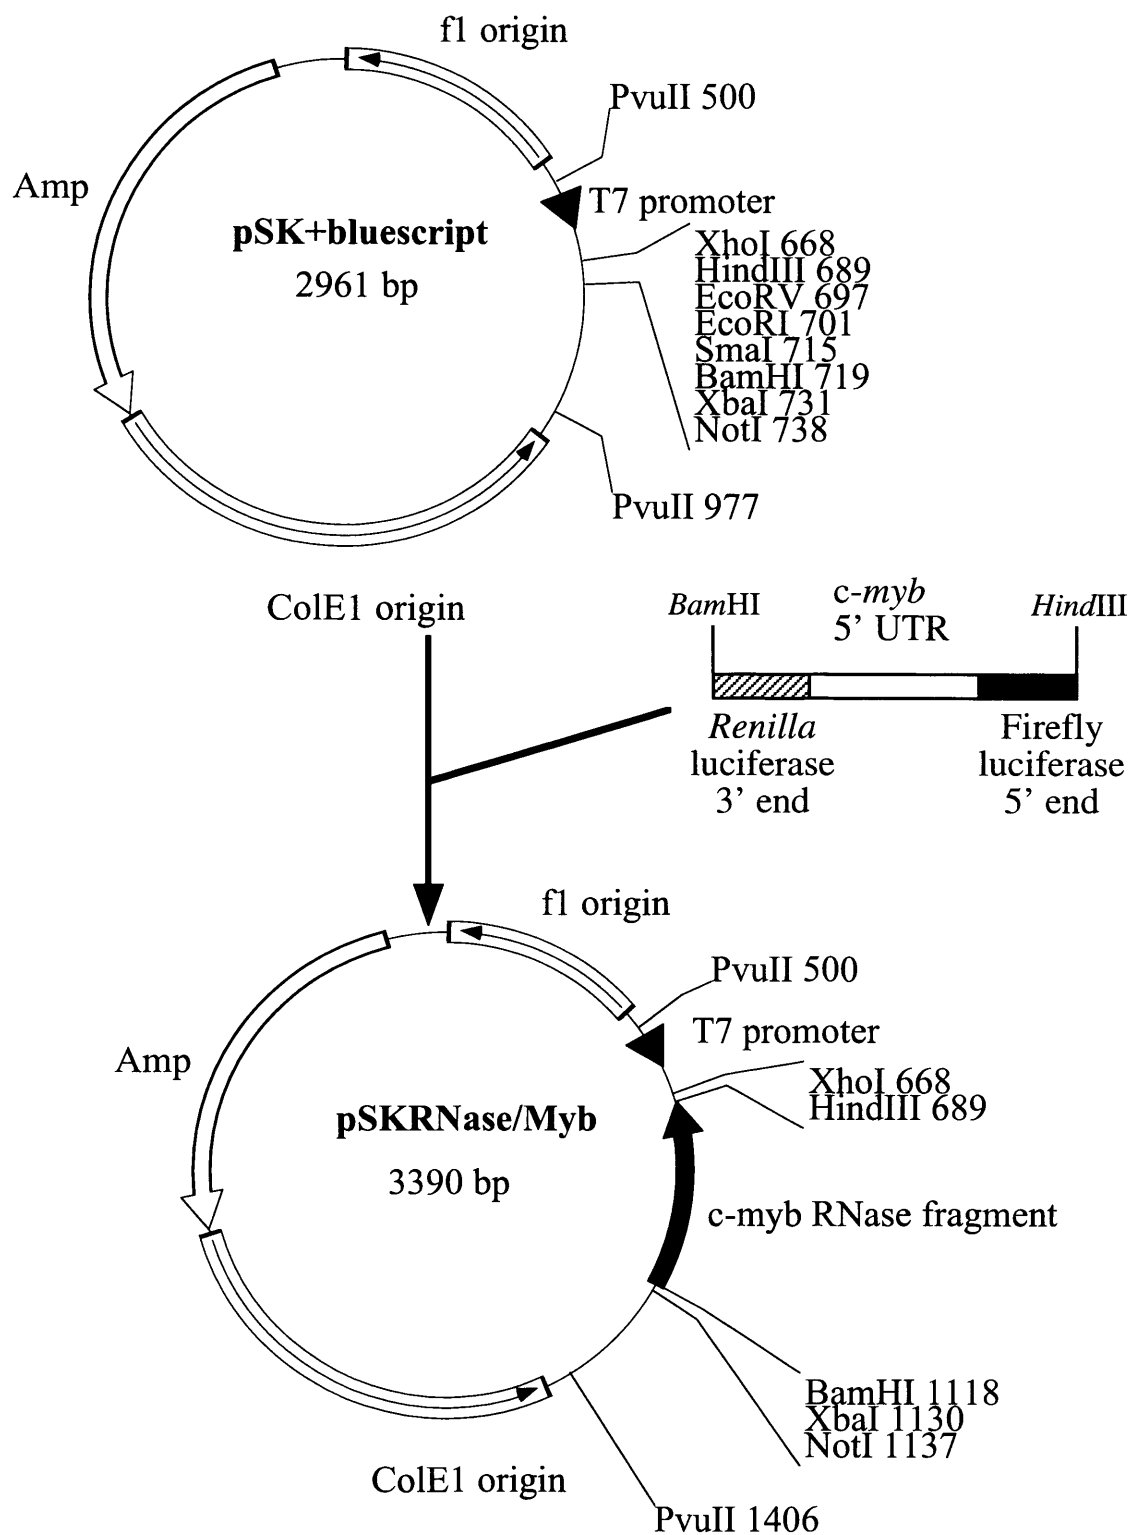 f1 origin
PvuII 500
Amp
T7 promoter
pSK+bluescript
2961 bp
XhoI 668
HindIII 689
EcoRV 697
EcoRI 701
SmaI 715
BamHI 719
XbaI 731
NotI 738
PvuII 977
ColE1 origin
BamHI
c-myb
5’ UTR
HindIII
Renilla
luciferase
3’ end
Firefly
luciferase
5’ end
f1 origin
PvuII 500
T7 promoter
Amp
XhoI 668
HindIII 689
pSKRNase/Myb
3390 bp
c-myb RNase fragment
BamHI 1118
XbaI 1130
NotI 1137
ColE1 origin
PvuII 1406